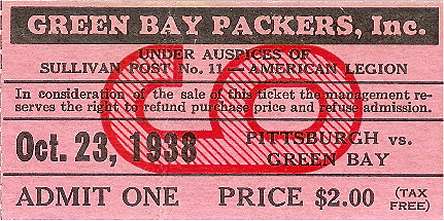 GREEN BAY PACKERS, Inc.
UNDER AUSPICES OF
SULLIVAN POST No. 11 — AMERICAN LEGION
In consideration of the sale of this ticket the management re-
serves the right to refund purchase price and refuse admission.
Oct. 23, 1938
PITTSBURGH vs.
GREEN BAY
ADMIT ONE PRICE $2.00 (TAX FREE)